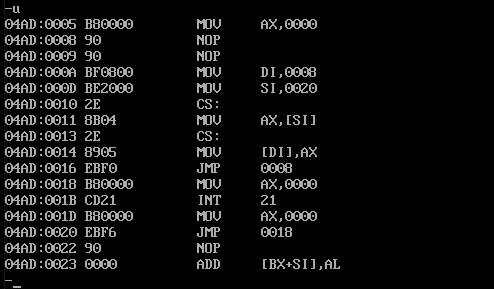 -u
04AD:0005 B80000 MOV AX,0000
04AD:0008 90 NOP
04AD:0009 90 NOP
04AD:000A BF0800 MOV DI,0008
04AD:000D BE2000 MOV SI,0020
04AD:0010 2E CS:
04AD:0011 8B04 MOV AX,[SI]
04AD:0013 2E CS:
04AD:0014 8905 MOV [DI],AX
04AD:0016 EBF0 JMP 0008
04AD:0018 B80000 MOV AX,0000
04AD:001B CD21 INT 21
04AD:001D B80000 MOV AX,0000
04AD:0020 EBF6 JMP 0018
04AD:0022 90 NOP
04AD:0023 0000 ADD [BX+SI],AL
-_